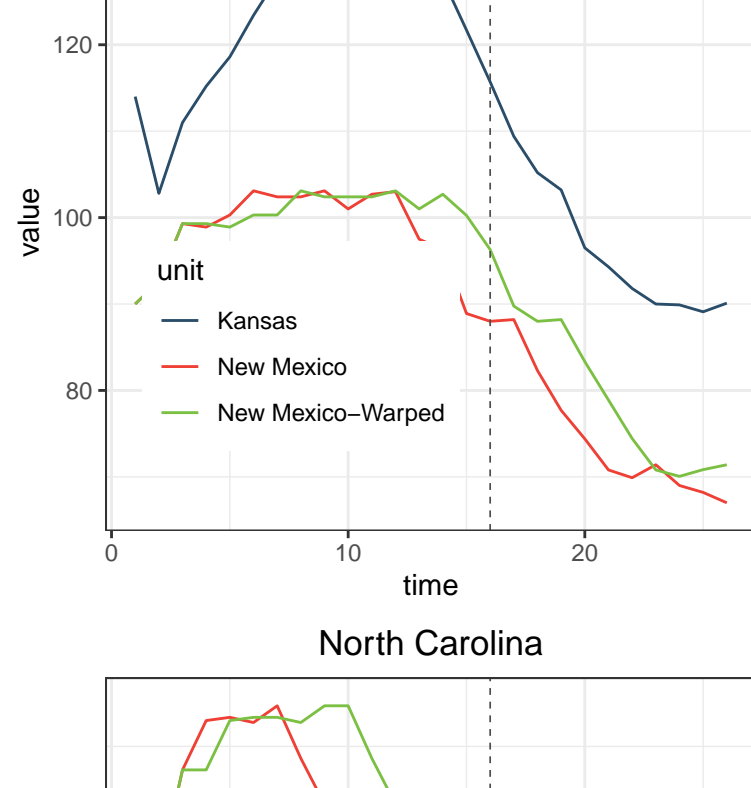 120
100
80
value
unit
Kansas
New Mexico
New Mexico−Warped
0 10 20
time
North Carolina